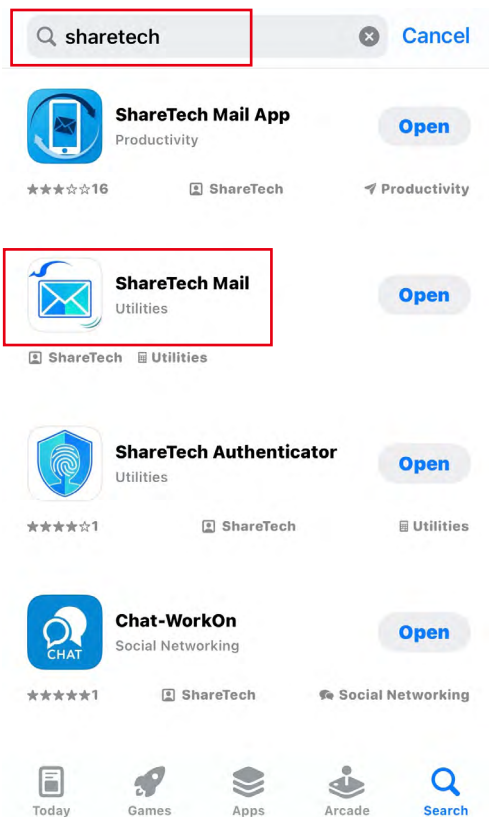 sharetech Cancel
ShareTech Mail App
Productivity
Open
★★★☆☆16 ShareTech Productivity
ShareTech Mail
Utilities
Open
ShareTech Utilities
ShareTech Authenticator
Utilities
Open
★★★★☆1 ShareTech Utilities
CHAT
Chat-WorkOn
Social Networking
Open
★★★★★1 ShareTech Social Networking
Today Games Apps Arcade Search